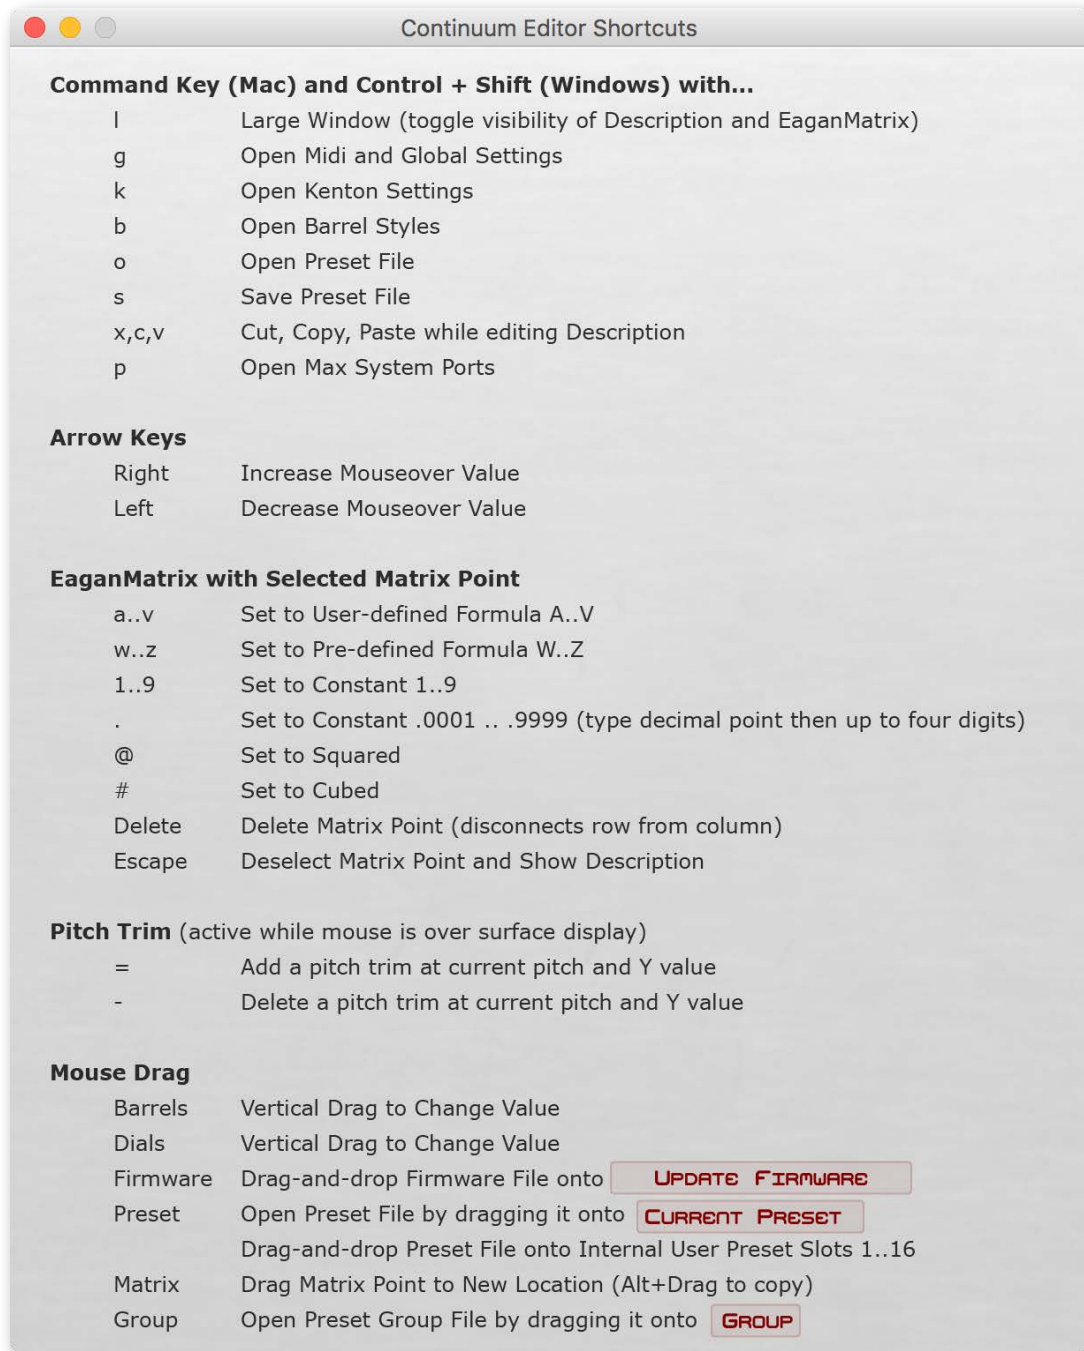 Continuum Editor Shortcuts
Command Key (Mac) and Control + Shift (Windows) with...
l Large Window (toggle visibility of Description and EaganMatrix)
g Open Midi and Global Settings
k Open Kenton Settings
b Open Barrel Styles
o Open Preset File
s Save Preset File
x,c,v Cut, Copy, Paste while editing Description
p Open Max System Ports
Arrow Keys
Right Increase Mouseover Value
Left Decrease Mouseover Value
EaganMatrix with Selected Matrix Point
a..v Set to User-defined Formula A..V
w..z Set to Pre-defined Formula W..Z
1..9 Set to Constant 1..9
. Set to Constant .0001 .. .9999 (type decimal point then up to four digits)
@ Set to Squared
# Set to Cubed
Delete Delete Matrix Point (disconnects row from column)
Escape Deselect Matrix Point and Show Description
Pitch Trim (active while mouse is over surface display)
= Add a pitch trim at current pitch and Y value
- Delete a pitch trim at current pitch and Y value
Mouse Drag
Barrels Vertical Drag to Change Value
Dials Vertical Drag to Change Value
Firmware Drag-and-drop Firmware File onto Update Firmware
Preset Open Preset File by dragging it onto Current Preset
Drag-and-drop Preset File onto Internal User Preset Slots 1..16
Matrix Drag Matrix Point to New Location (Alt+Drag to copy)
Group Open Preset Group File by dragging it onto Group